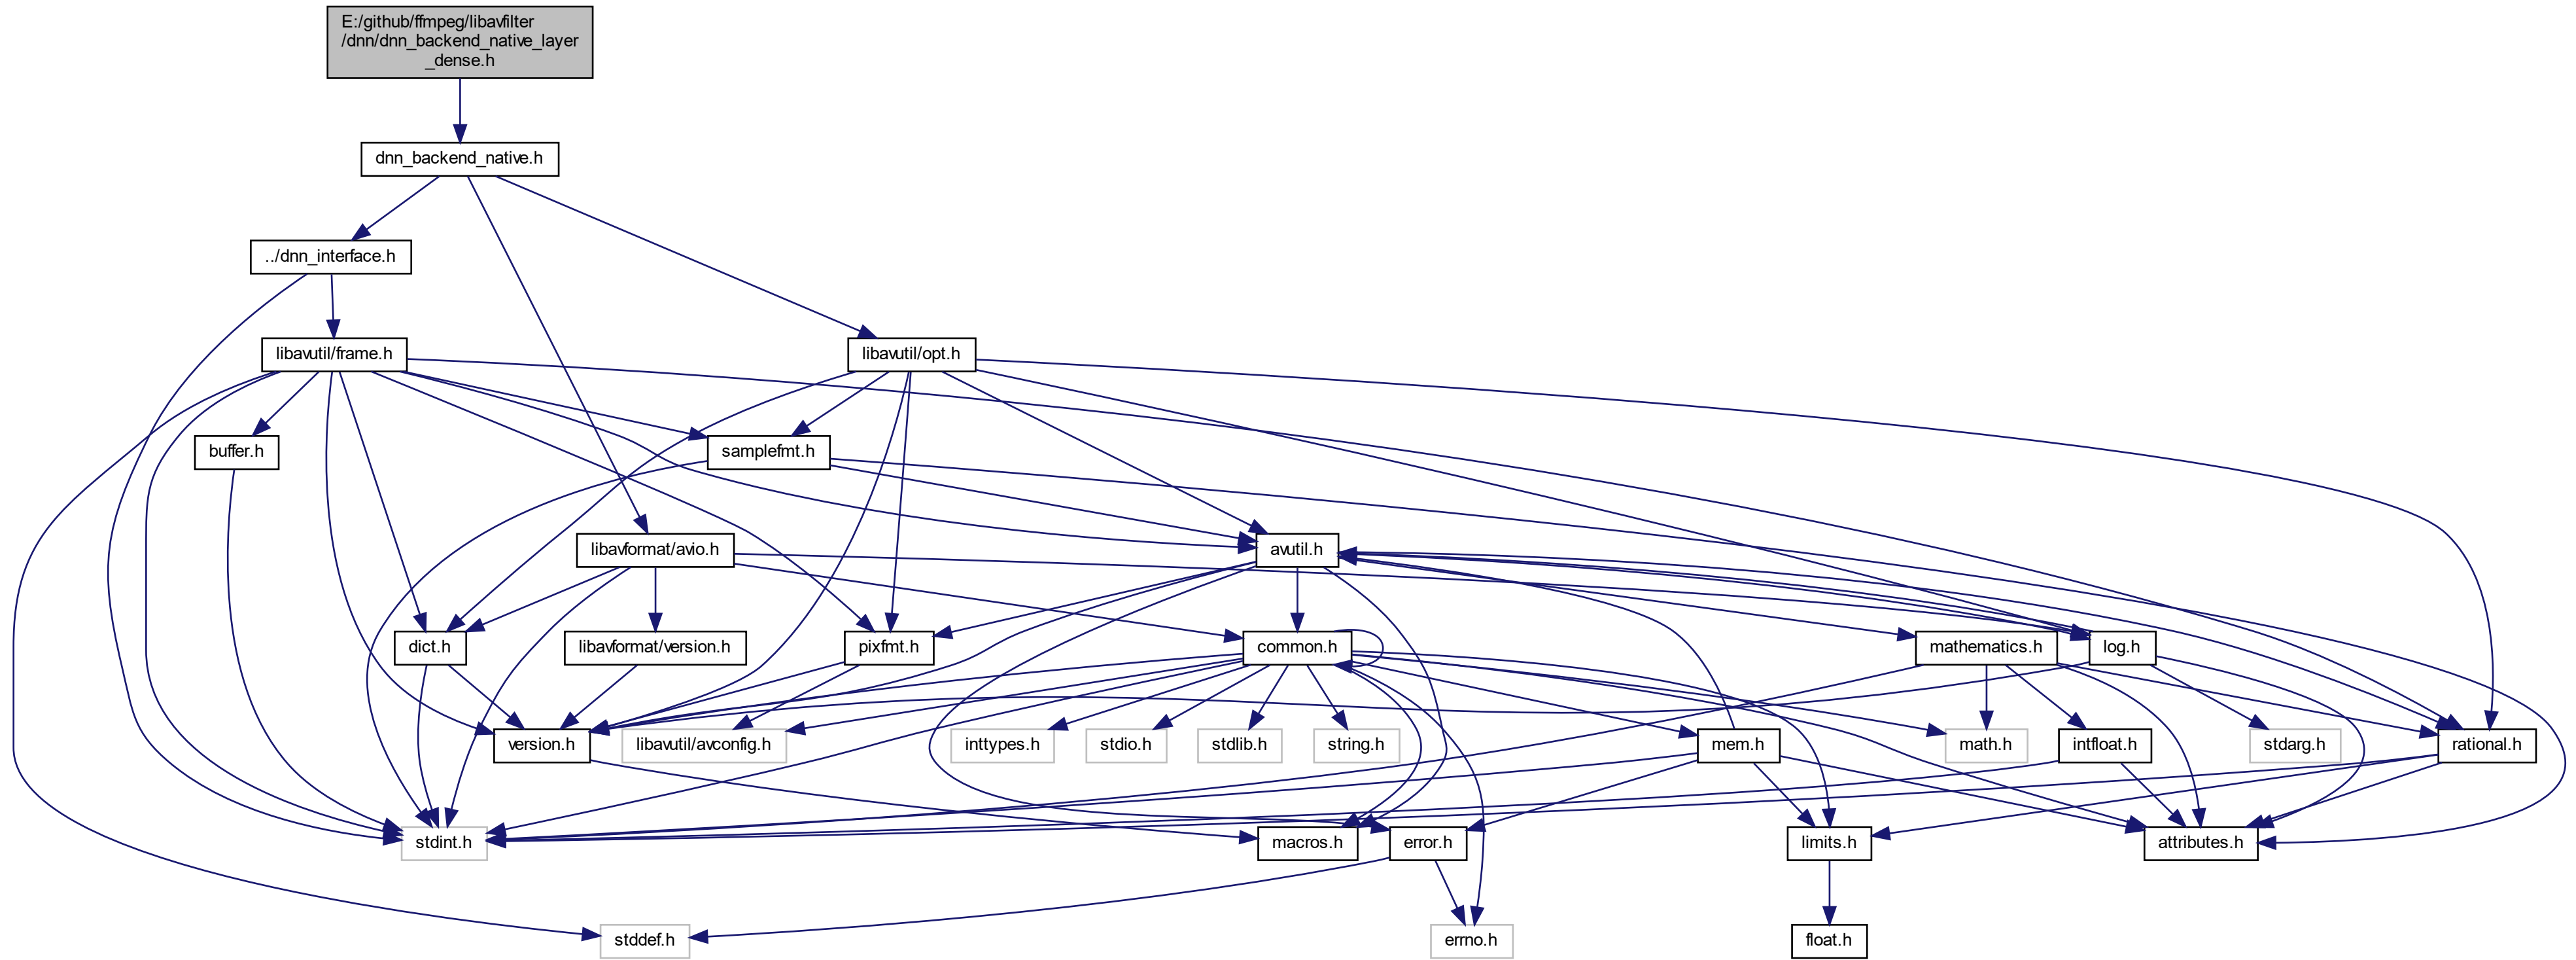 E:/github/ffmpeg/libavfilter
/dnn/dnn_backend_native_layer
_dense.h
dnn_backend_native.h
../dnn_interface.h
libavutil/frame.h
libavutil/opt.h
buffer.h
samplefmt.h
libavformat/avio.h
avutil.h
dict.h
libavformat/version.h
pixfmt.h
common.h
mathematics.h
log.h
version.h
libavutil/avconfig.h
inttypes.h
stdio.h
stdlib.h
string.h
mem.h
math.h
intfloat.h
stdarg.h
rational.h
stdint.h
macros.h
error.h
limits.h
attributes.h
stddef.h
errno.h
float.h